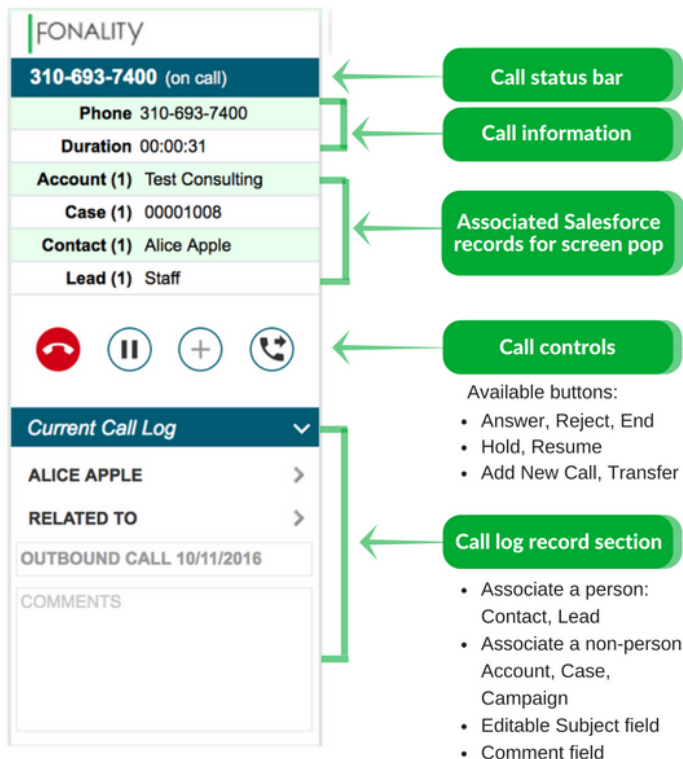 FONALITY
310-693-7400 (on call)
Phone 310-693-7400
Duration 00:00:31
Account (1) Test Consulting
Case (1) 00001008
Contact (1) Alice Apple
Lead (1) Staff
Current Call Log
ALICE APPLE
RELATED TO
OUTBOUND CALL 10/11/2016
COMMENTS
Call status bar
Call information
Associated Salesforce
records for screen pop
Call controls
Available buttons:
• Answer, Reject, End
• Hold, Resume
• Add New Call, Transfer
Call log record section
• Associate a person:
Contact, Lead
• Associate a non-person
Account, Case,
Campaign
• Editable Subject field
• Comment field